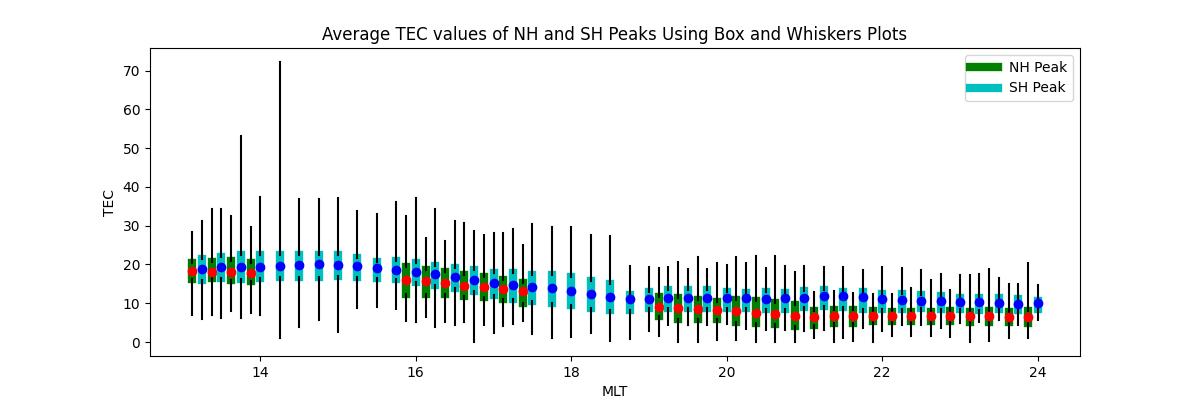 Average TEC values of NH and SH Peaks Using Box and Whiskers Plots
NH Peak
SH Peak
70
60
50
40
30
20
10
0
TEC
14 16 18 20 22 24
MLT